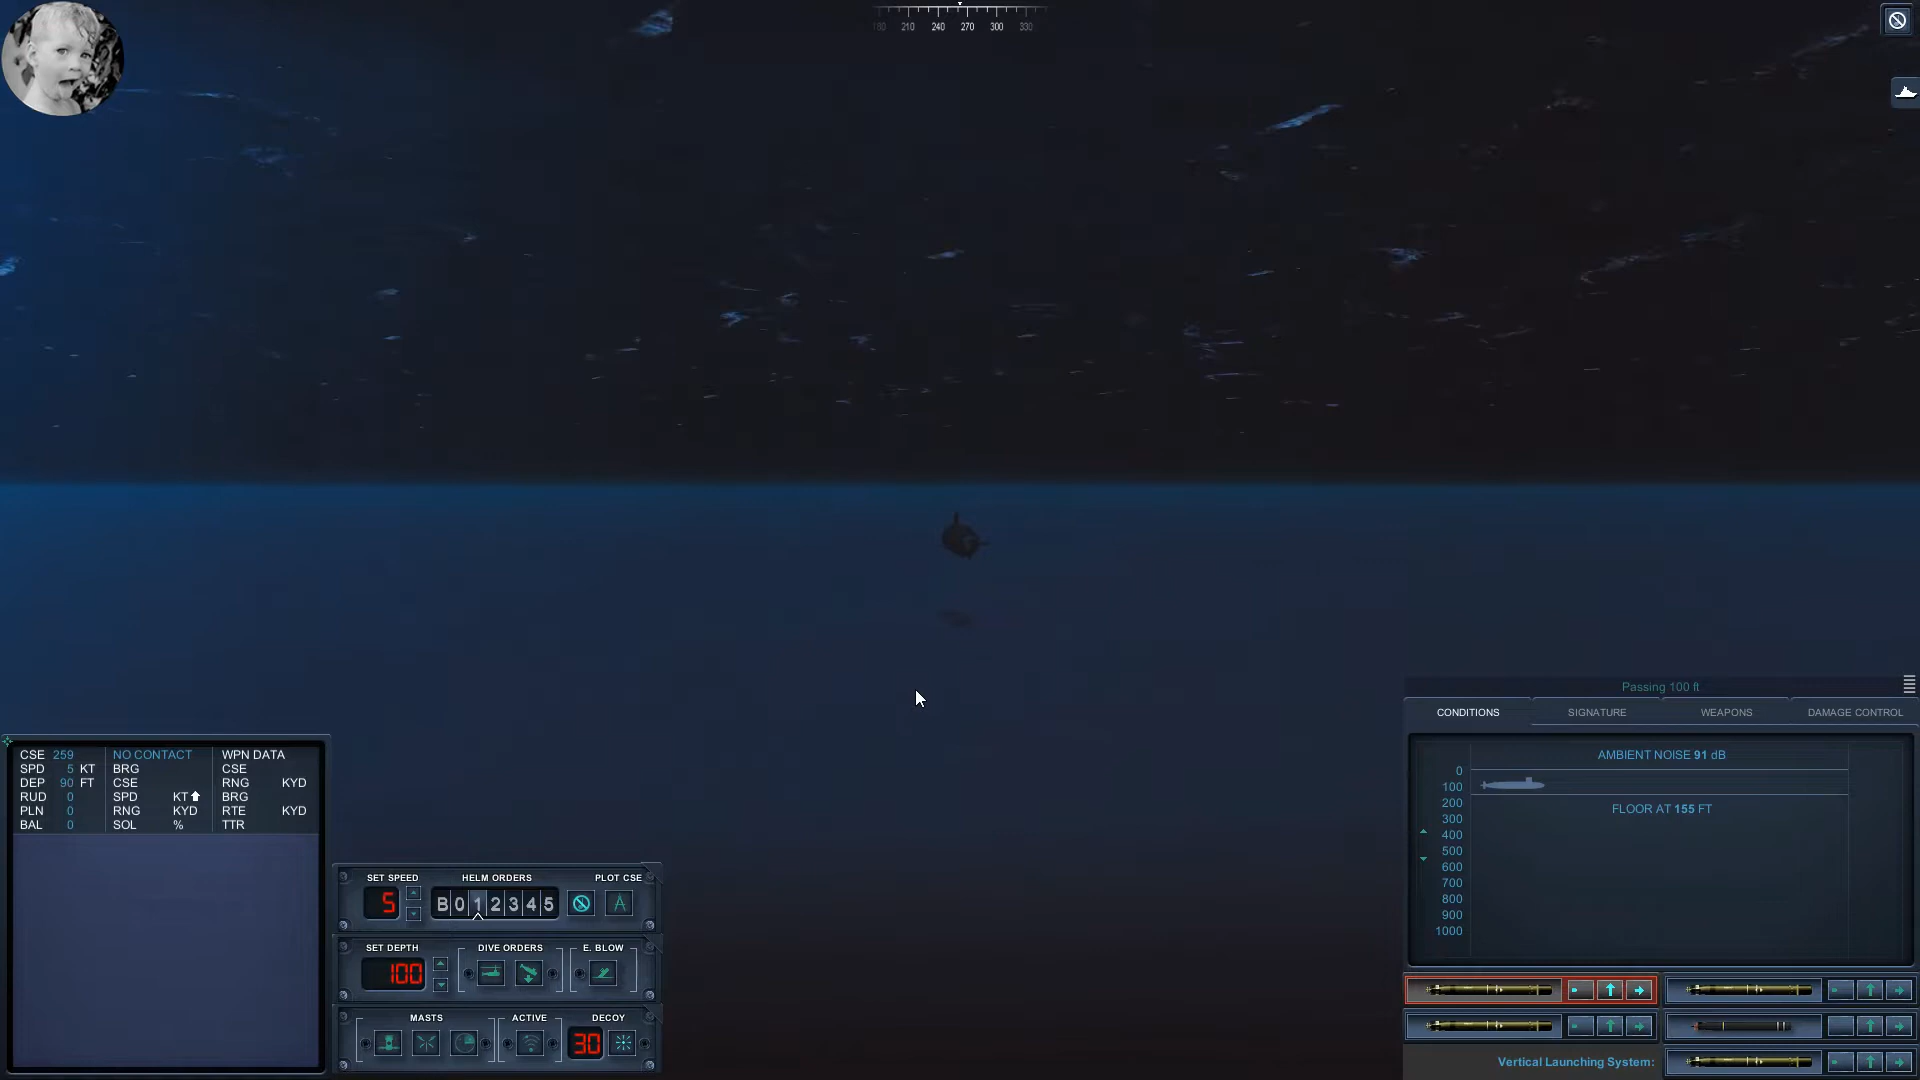 180 210 240 270 300 330
Passing 100 ft
CONDITIONS SIGNATURE WEAPONS DAMAGE CONTROL
AMBIENT NOISE 91 dB
0
100
200
FLOOR AT 155 FT
300
400
500
600
700
800
900
1000
Vertical Launching System:
CSE 259 NO CONTACT WPN DATA
SPD 5 KT BRG CSE
DEP 90 FT CSE RNG KYD
RUD 0 SPD KT BRG
PLN 0 RNG KYD RTE KYD
BAL 0 SOL % TTR
SET SPEED HELM ORDERS PLOT CSE
5 B 0 1 2 3 4 5
SET DEPTH DIVE ORDERS E. BLOW
100
MASTS ACTIVE DECOY
30